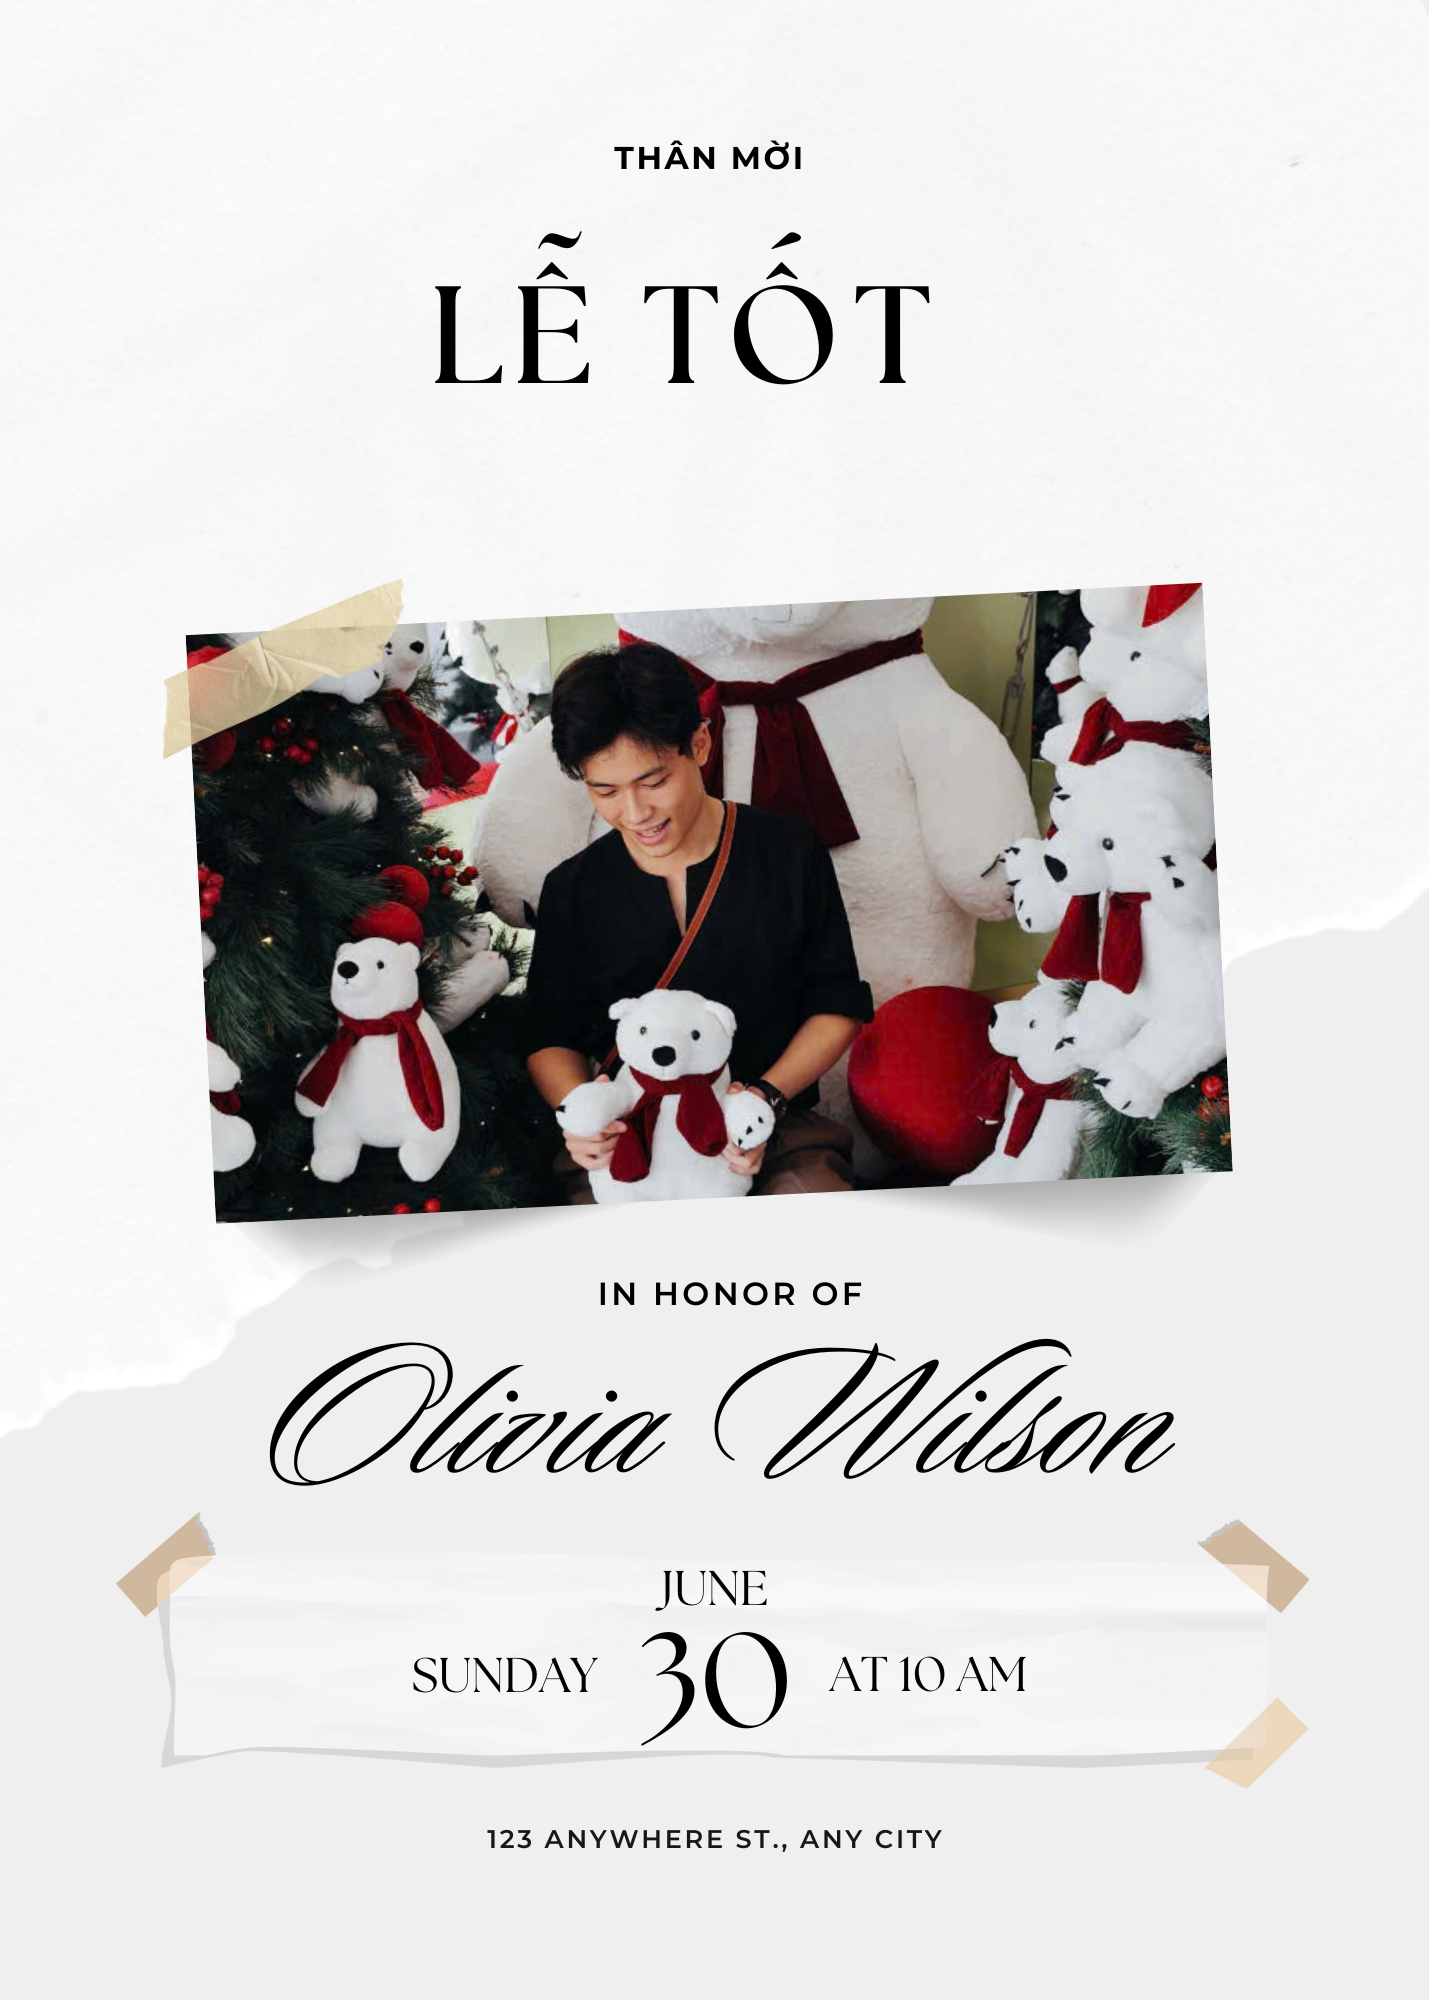 THÂN MỜI
LỄ TỐT
IN HONOR OF
Olivia Wilson
JUNE
SUNDAY 30 AT 10 AM
123 ANYWHERE ST., ANY CITY